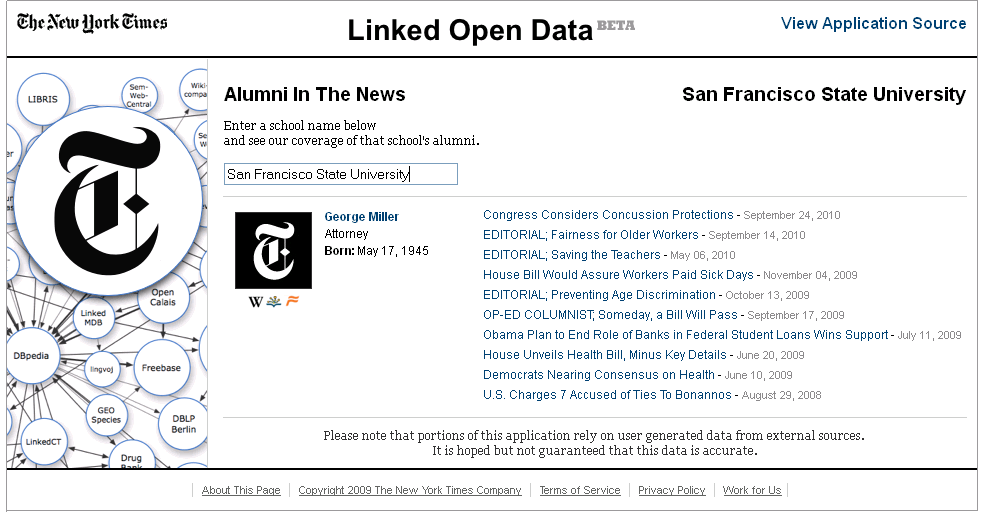 The New York Times
Linked Open Data BETA
View Application Source
LIBRIS
Sem-
Web-
Central
Wiki-
compa
Open
Calais
Linked
MDB
DBpedia
lingvoj
Freebase
GEO
Species
DBLP
Berlin
LinkedCT
Drug
Alumni In The News
San Francisco State University
Enter a school name below
and see our coverage of that school's alumni.
San Francisco State University
George Miller
Attorney
Born: May 17, 1945
Congress Considers Concussion Protections - September 24, 2010
EDITORIAL; Fairness for Older Workers - September 14, 2010
EDITORIAL; Saving the Teachers - May 06, 2010
House Bill Would Assure Workers Paid Sick Days - November 04, 2009
EDITORIAL; Preventing Age Discrimination - October 13, 2009
OP-ED COLUMNIST; Someday, a Bill Will Pass - September 17, 2009
Obama Plan to End Role of Banks in Federal Student Loans Wins Support - July 11, 2009
House Unveils Health Bill, Minus Key Details - June 20, 2009
Democrats Nearing Consensus on Health - June 10, 2009
U.S. Charges 7 Accused of Ties To Bonannos - August 29, 2008
Please note that portions of this application rely on user generated data from external sources.
It is hoped but not guaranteed that this data is accurate.
About This Page
Copyright 2009 The New York Times Company
Terms of Service
Privacy Policy
Work for Us